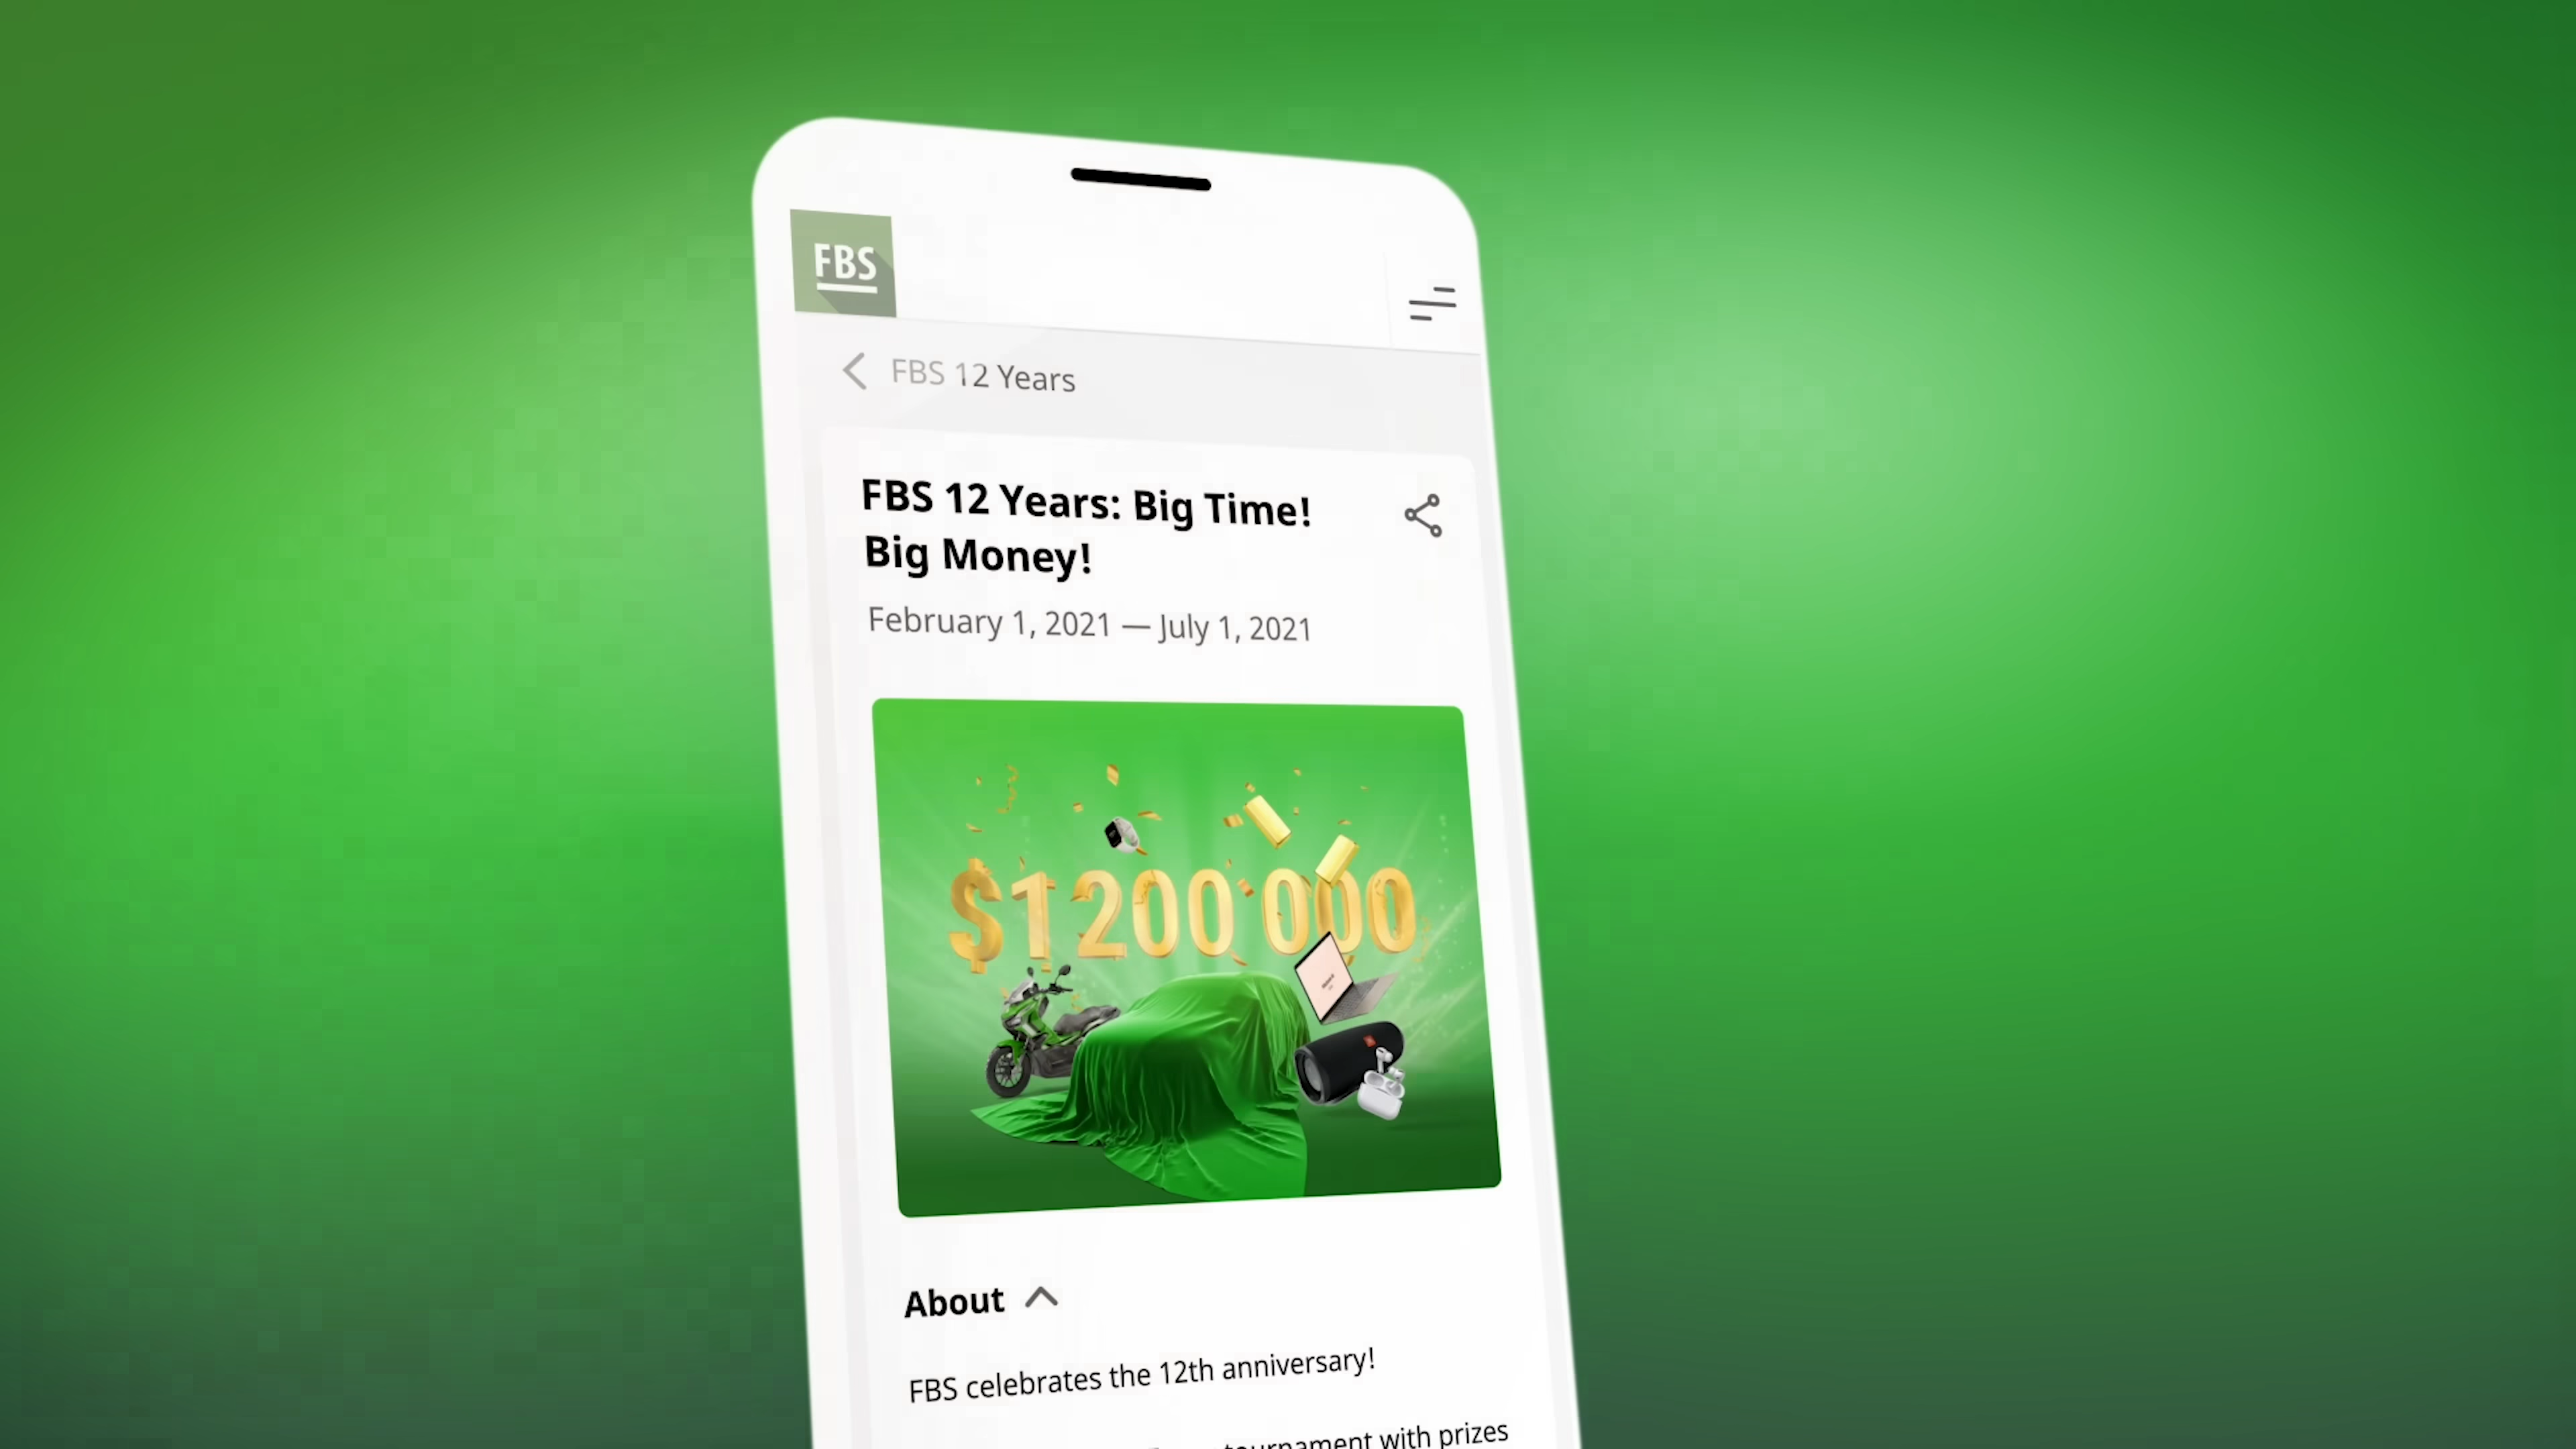 FBS
FBS 12 Years
FBS 12 Years: Big Time!
Big Money!
February 1, 2021 — July 1, 2021
$1 200 000
About
FBS celebrates the 12th anniversary!
tournament with prizes